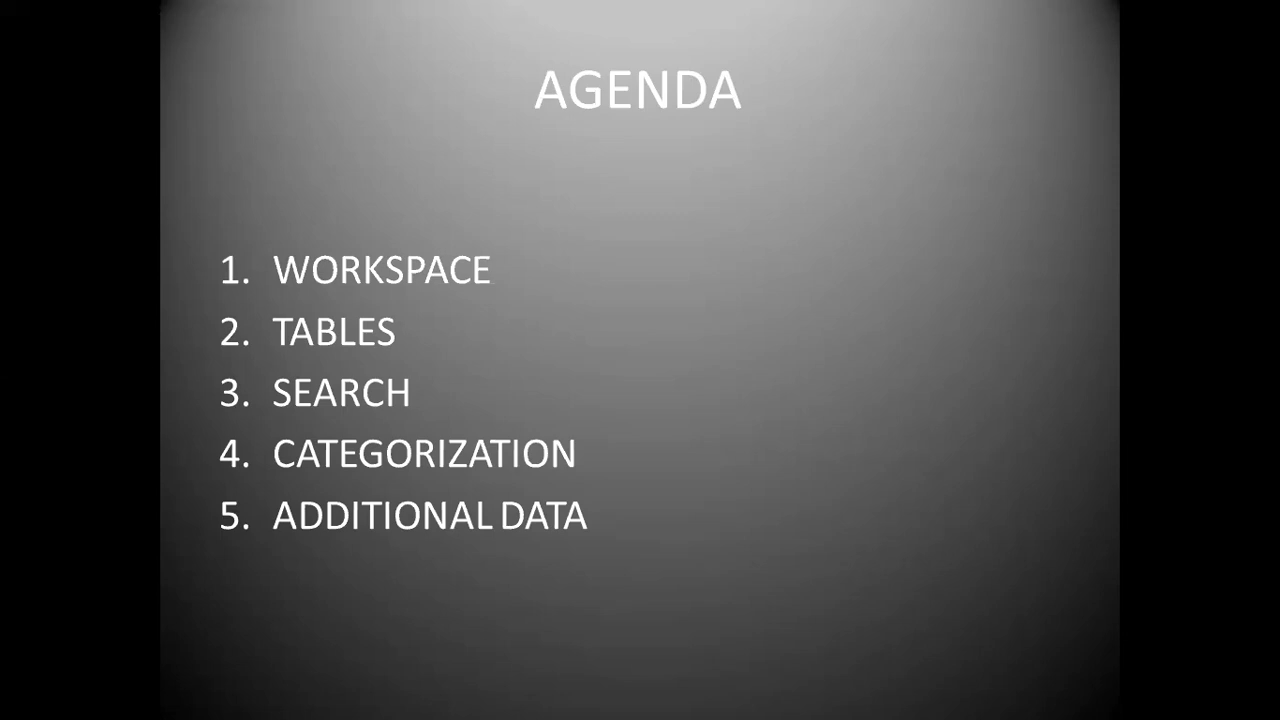 AGENDA
1. WORKSPACE
2. TABLES
3. SEARCH
4. CATEGORIZATION
5. ADDITIONAL DATA